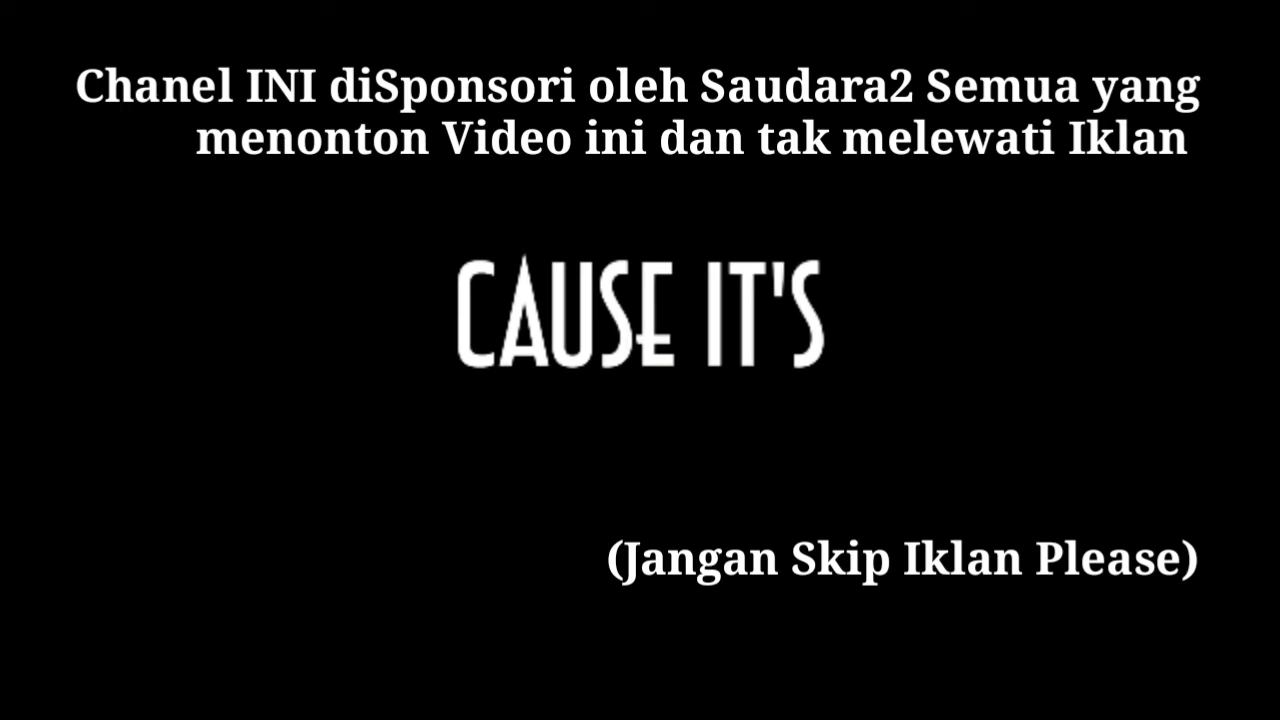 Chanel INI diSponsori oleh Saudara2 Semua yang
menonton Video ini dan tak melewati Iklan
CAUSE IT'S
(Jangan Skip Iklan Please)